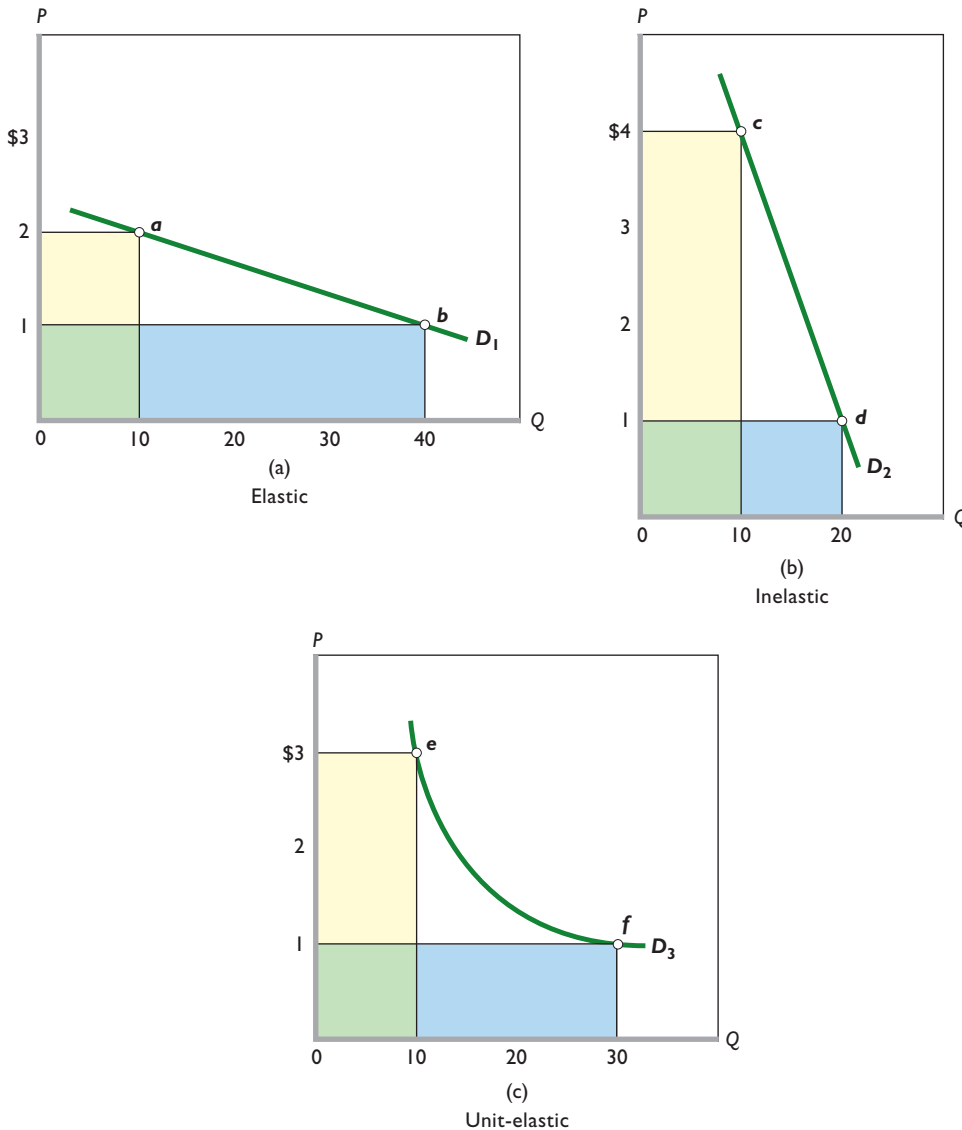 P
$3
2
1
a
b
D1
0 10 20 30 40 Q
(a)
Elastic
P
$4
3
2
1
c
d
D2
0 10 20 Q
(b)
Inelastic
P
$3
2
1
e
f
D3
0 10 20 30 Q
(c)
Unit-elastic